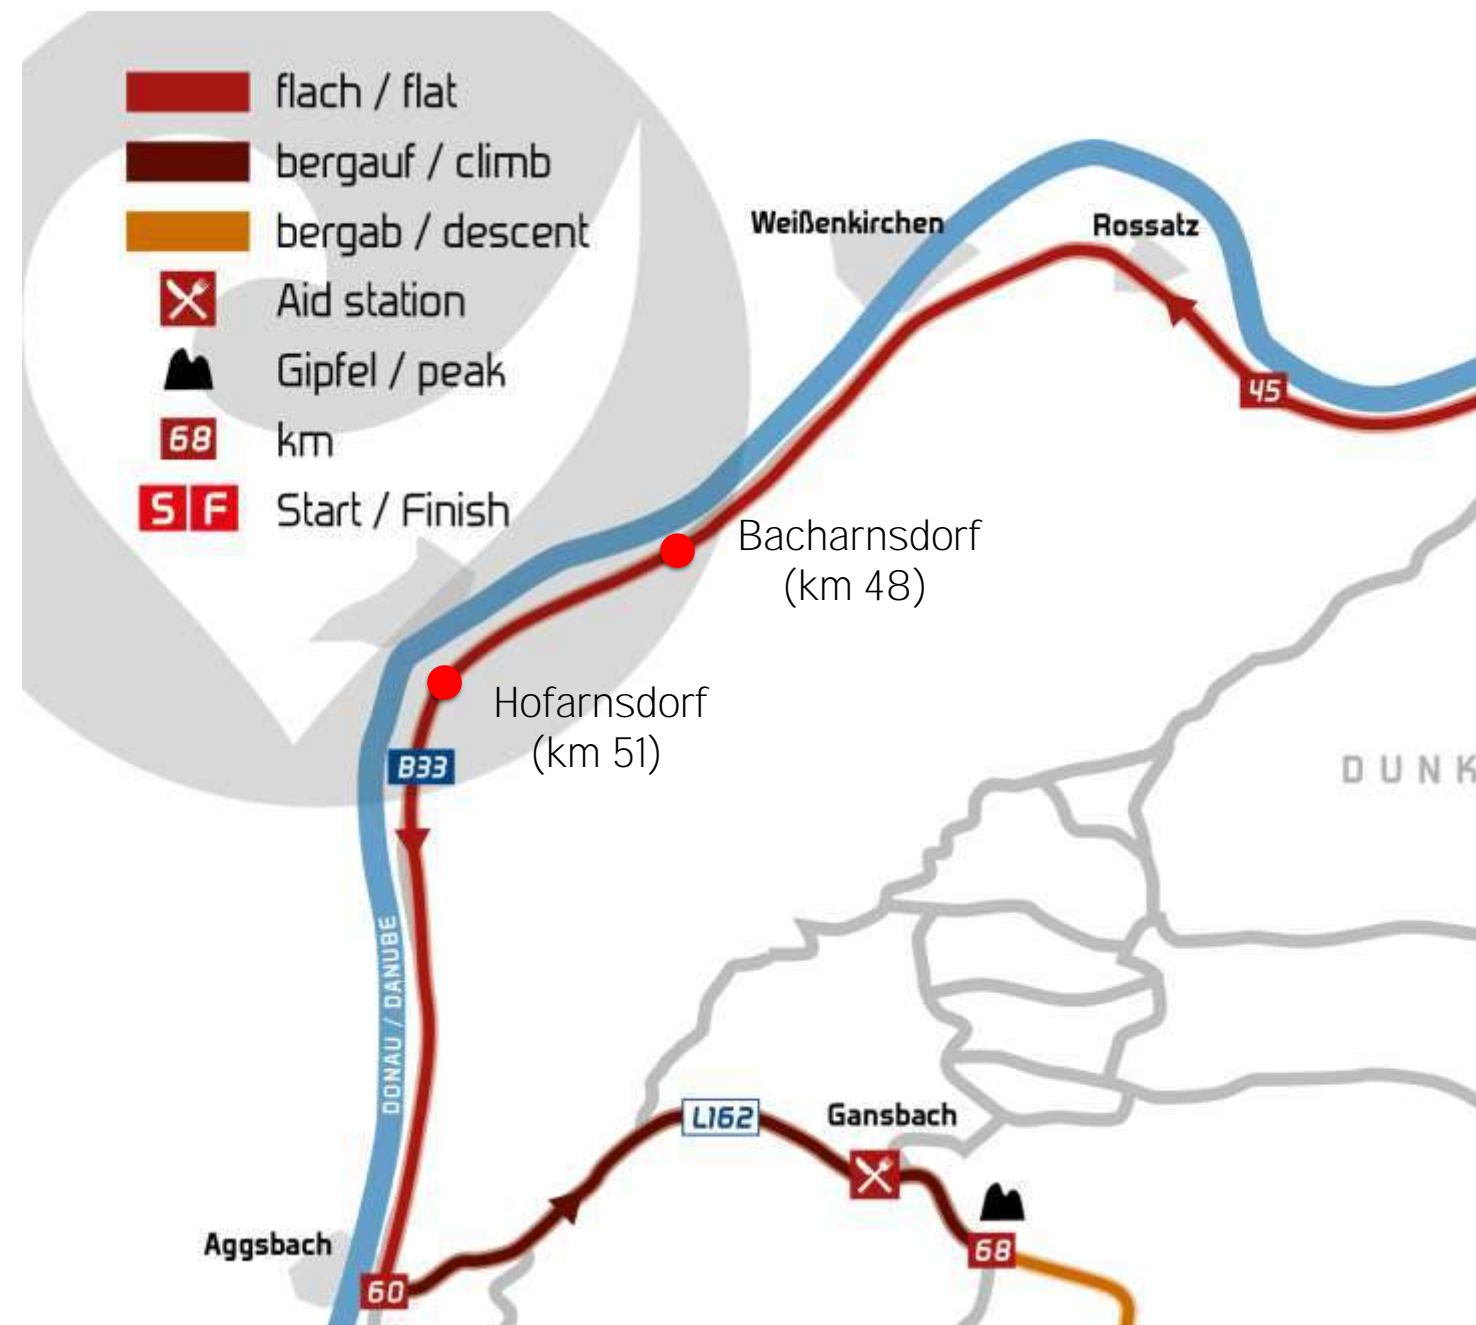 flach / flat
bergauf / climb
bergab / descent
Aid station
Gipfel / peak
68 km
S F Start / Finish
Weißenkirchen
Rossatz
45
Bacharnsdorf
(km 48)
Hofarnsdorf
(km 51)
B33
DUNK
DONAU / DANUBE
L162
Gansbach
Aggsbach
68
60